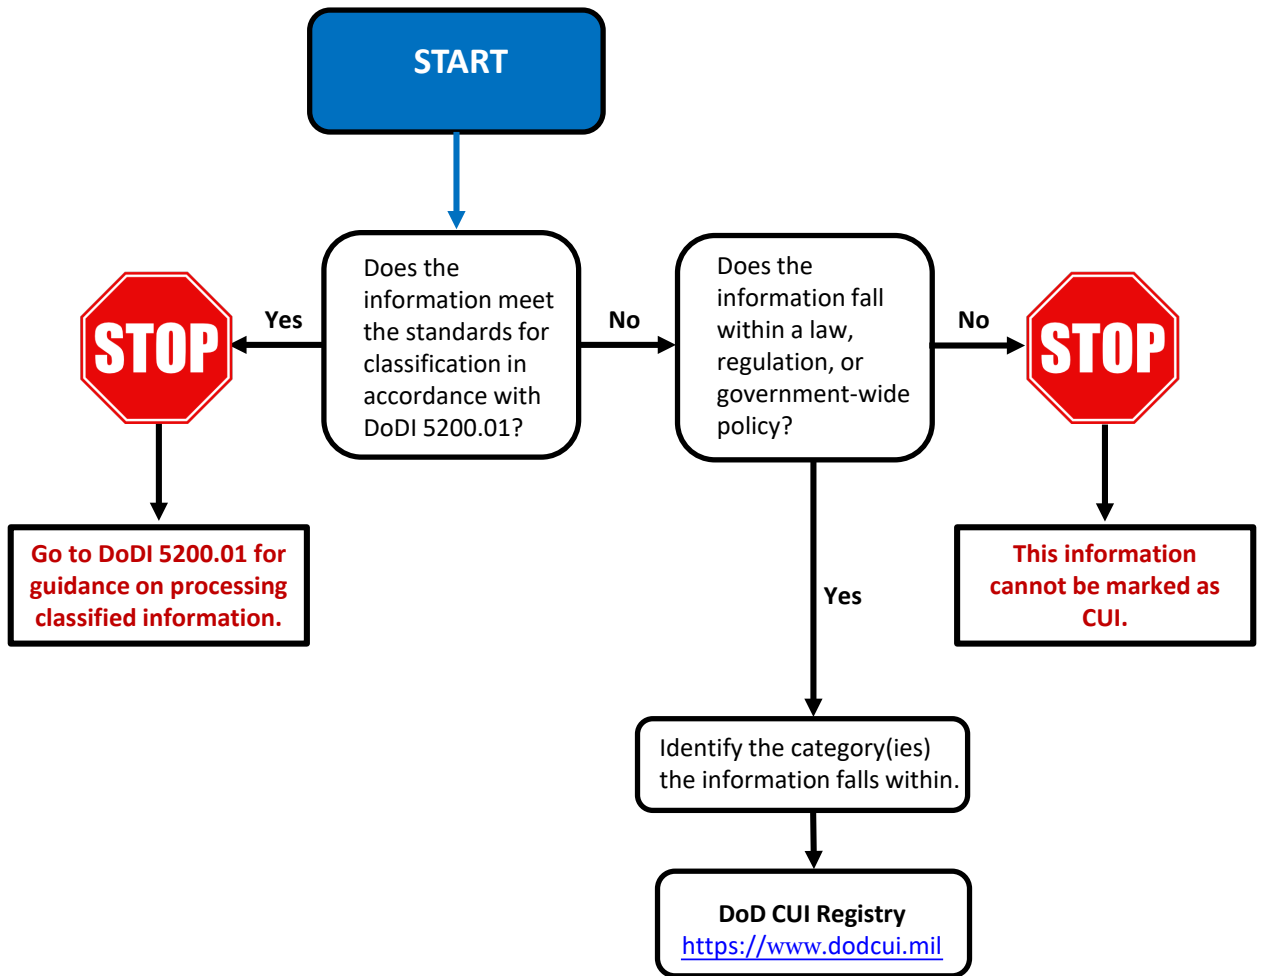 START
Does the
information meet
the standards for
classification in
accordance with
DoDI 5200.01?
Does the
information fall
within a law,
regulation, or
government-wide
policy?
STOP
Yes
No
No
STOP
Go to DoDI 5200.01 for
guidance on processing
classified information.
This information
cannot be marked as
CUI.
Yes
Identify the category(ies)
the information falls within.
DoD CUI Registry
https://www.dodcui.mil